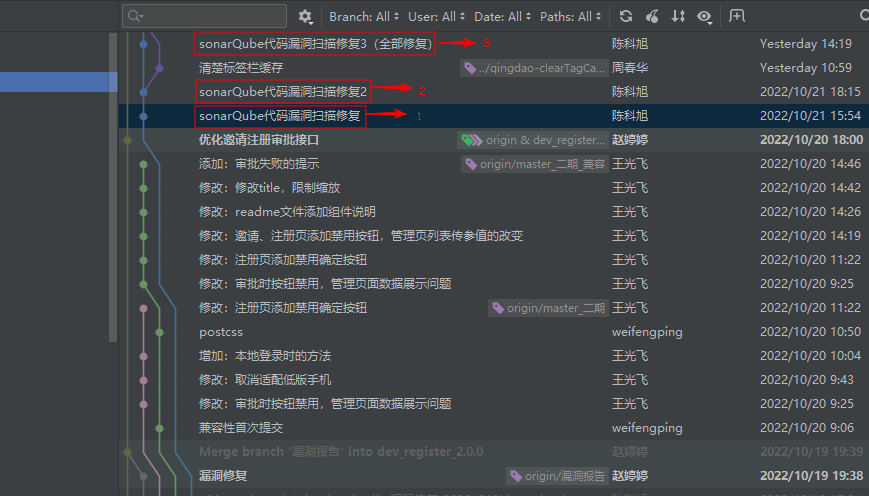 Branch: All User: All Date: All Paths: All
sonarQube代码漏洞扫描修复3（全部修复） 3 陈科旭 Yesterday 14:19
清楚标签栏缓存 ../qingdao-clearTagCa... 周春华 Yesterday 10:59
sonarQube代码漏洞扫描修复2 2 陈科旭 2022/10/21 18:15
sonarQube代码漏洞扫描修复 1 陈科旭 2022/10/21 15:54
优化邀请注册审批接口 origin & dev_register... 赵婷婷 2022/10/20 18:00
添加：审批失败的提示 origin/master_二期_兼容 王光飞 2022/10/20 14:46
修改：修改title，限制缩放 王光飞 2022/10/20 14:42
修改：readme文件添加组件说明 王光飞 2022/10/20 14:26
修改：邀请、注册页添加禁用按钮，管理页列表传参值的改变 王光飞 2022/10/20 14:19
修改：注册页添加禁用确定按钮 王光飞 2022/10/20 11:22
修改：审批时按钮禁用，管理页面数据展示问题 王光飞 2022/10/20 9:25
修改：注册页添加禁用确定按钮 origin/master_二期 王光飞 2022/10/20 11:22
postcss weifengping 2022/10/20 10:50
增加：本地登录时的方法 王光飞 2022/10/20 10:04
修改：取消适配低版手机 王光飞 2022/10/20 9:43
修改：审批时按钮禁用，管理页面数据展示问题 王光飞 2022/10/20 9:25
兼容性首次提交 weifengping 2022/10/20 9:06
Merge branch '漏洞报告' into dev_register_2.0.0 赵婷婷 2022/10/19 19:39
漏洞修复 origin/漏洞报告 赵婷婷 2022/10/19 19:38